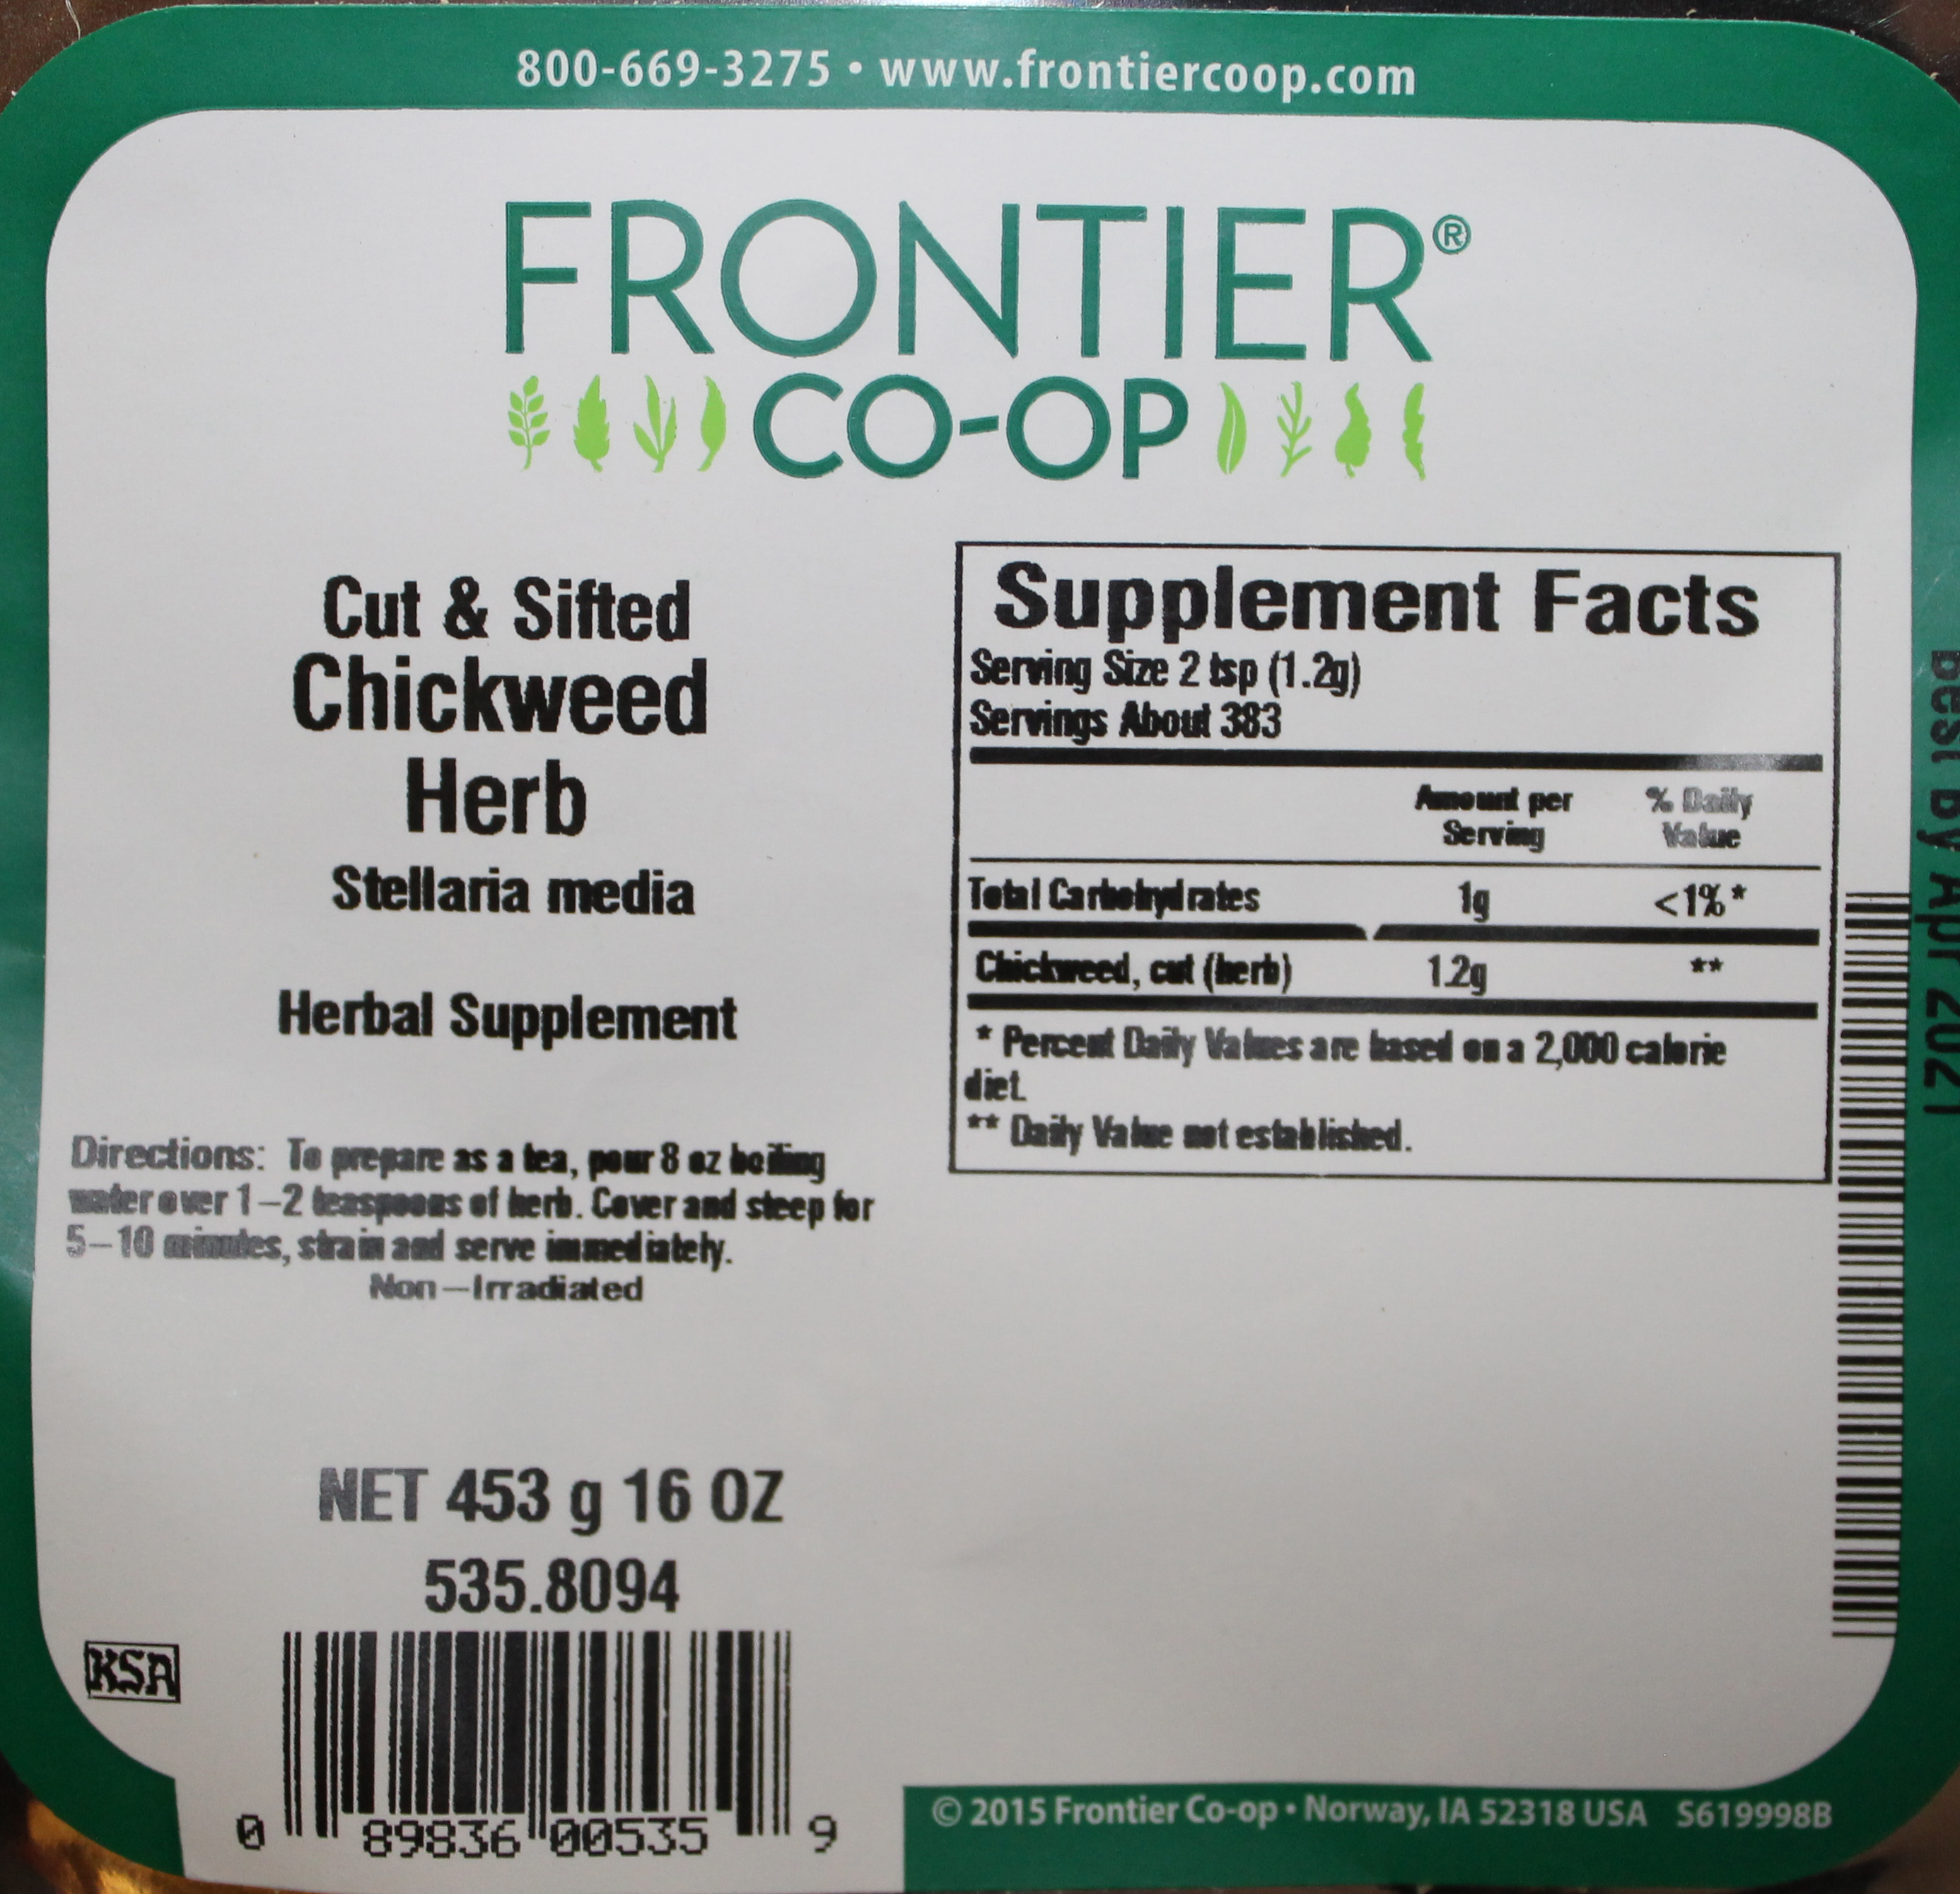 800-669-3275 • www.frontiercoop.com
FRONTIER®
CO-OP
Cut & Sifted
Chickweed
Herb
Stellaria media
Herbal Supplement
Directions: To prepare as a tea, pour 8 oz boiling
water over 1-2 teaspoons of herb. Cover and steep for
5-10 minutes, strain and serve immediately.
Non-Irradiated
NET 453 g 16 OZ
535.8094
KSA
0 89836 00535 9
Supplement Facts
Serving Size 2 tsp (1.2g)
Servings About 383
Amount per % Daily
Serving Value
Total Carbohydrates 1g <1%*
Chickweed, cut (herb) 1.2g **
* Percent Daily Values are based on a 2,000 calorie
diet.
** Daily Value not established.
best by Apr 2021
© 2015 Frontier Co-op • Norway, IA 52318 USA S619998B